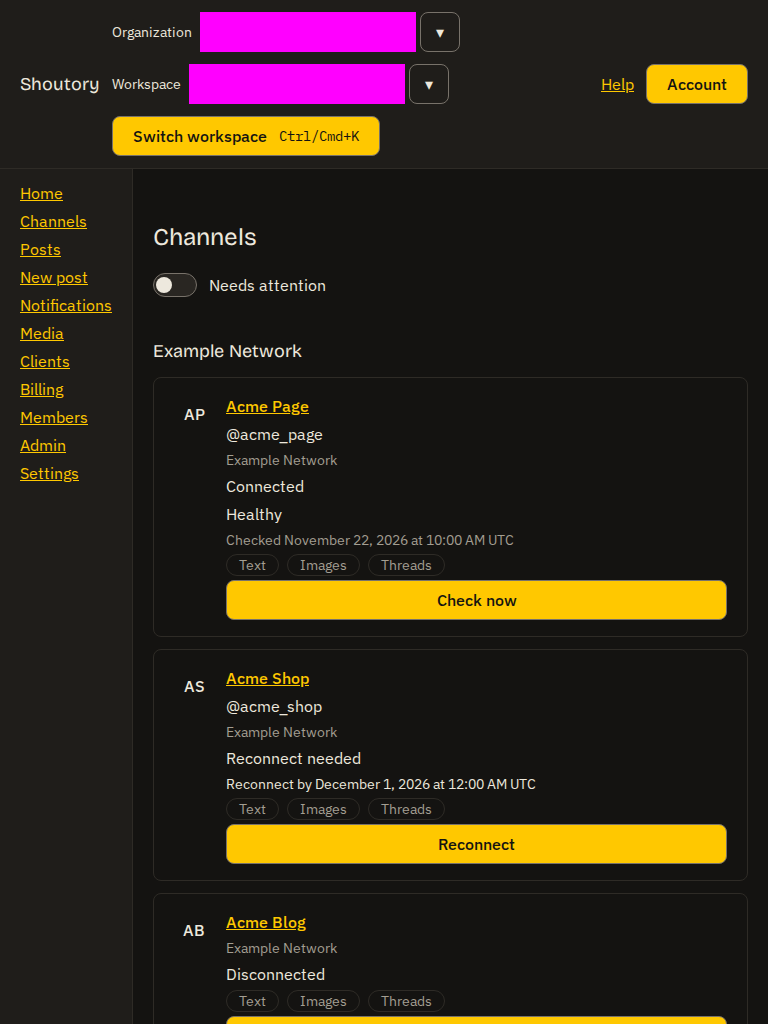 Organization
▼
Shoutory
Workspace
▼
Help
Account
Switch workspace Ctrl/Cmd+K
Home
Channels
Posts
New post
Notifications
Media
Clients
Billing
Members
Admin
Settings
Channels
Needs attention
Example Network
AP
Acme Page
@acme_page
Example Network
Connected
Healthy
Checked November 22, 2026 at 10:00 AM UTC
Text Images Threads
Check now
AS
Acme Shop
@acme_shop
Example Network
Reconnect needed
Reconnect by December 1, 2026 at 12:00 AM UTC
Text Images Threads
Reconnect
AB
Acme Blog
Example Network
Disconnected
Text Images Threads